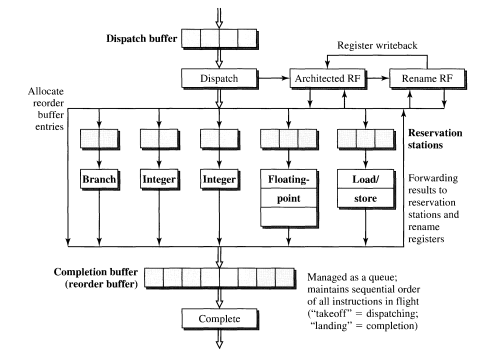 Dispatch buffer
Register writeback
Dispatch
Architected RF
Rename RF
Allocate
reorder
buffer
entries
Reservation
stations
Branch
Integer
Integer
Floating-
point
Load/
store
Forwarding
results to
reservation
stations and
rename
registers
Completion buffer
(reorder buffer)
Managed as a queue;
maintains sequential order
of all instructions in flight
("takeoff" = dispatching;
"landing" = completion)
Complete